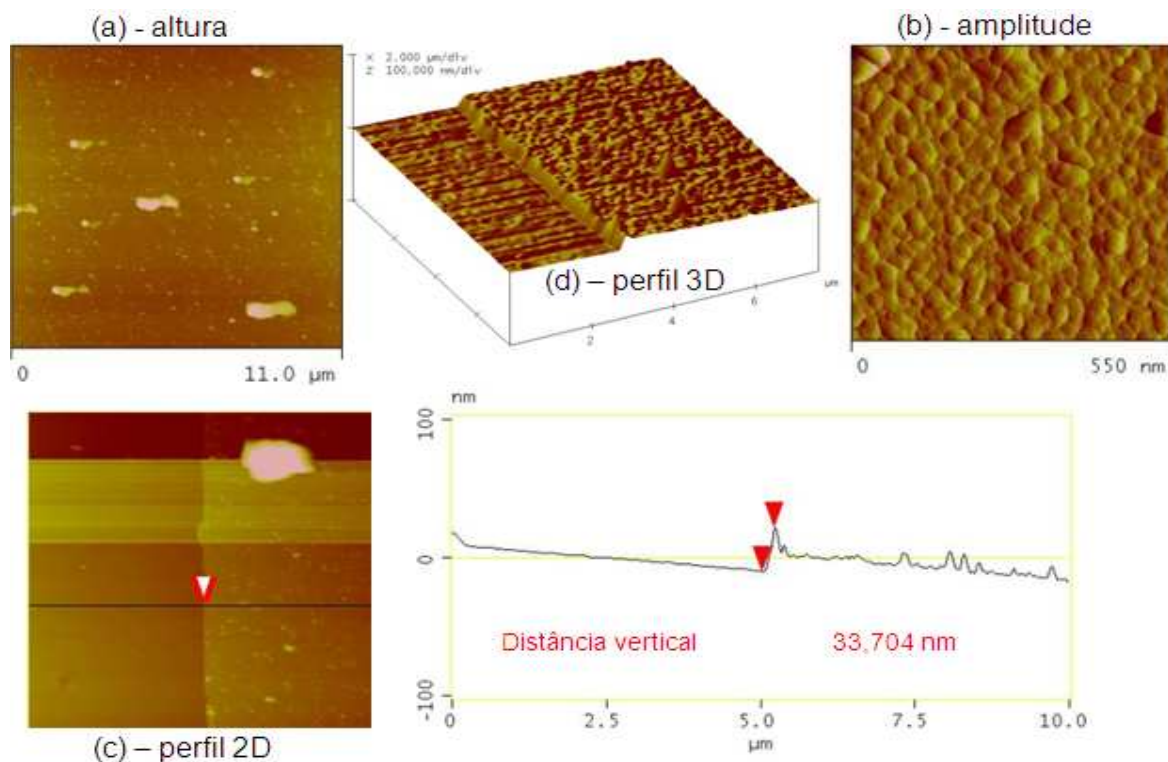 (a) - altura
(b) - amplitude
X 2.000 µm/div
Z 100.000 nm/div
(d) – perfil 3D
µm
2
4
6
0 11.0 µm
0 550 nm
nm
100
0
-100
Distância vertical 33,704 nm
0 2.5 5.0 7.5 10.0
µm
(c) – perfil 2D